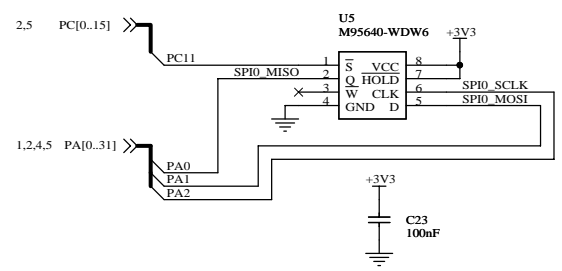 2,5 PC[0..15]
U5
M95640-WDW6
+3V3
PC11
SPI0_MISO
1 S VCC 8
2 Q HOLD 7
3 W CLK 6
4 GND D 5
SPI0_SCLK
SPI0_MOSI
1,2,4,5 PA[0..31]
PA0
PA1
PA2
+3V3
C23
100nF